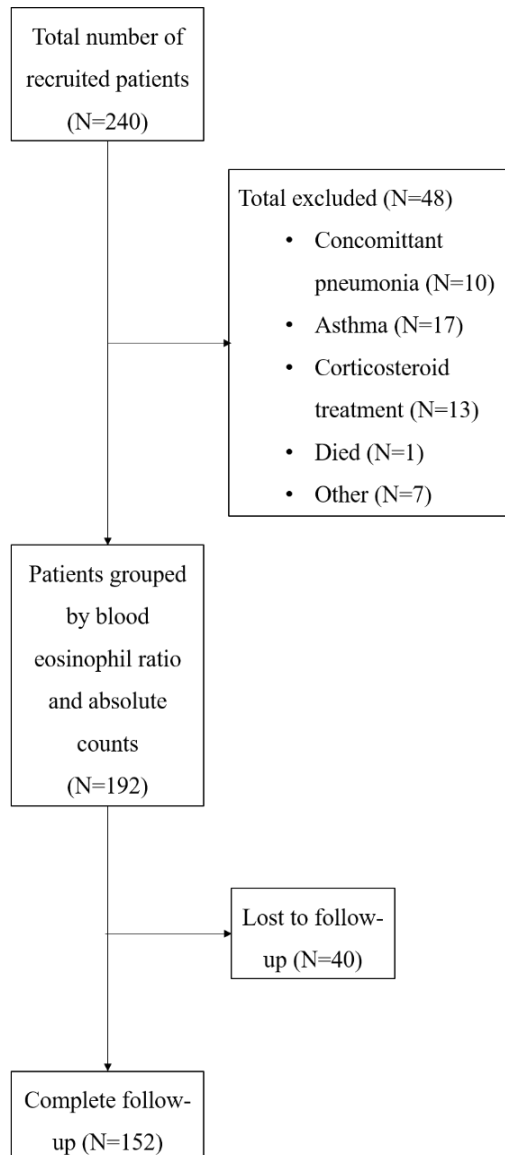 Total number of
recruited patients
(N=240)
Total excluded (N=48)
• Concomittant
pneumonia (N=10)
• Asthma (N=17)
• Corticosteroid
treatment (N=13)
• Died (N=1)
• Other (N=7)
Patients grouped
by blood
eosinophil ratio
and absolute
counts
(N=192)
Lost to follow-
up (N=40)
Complete follow-
up (N=152)